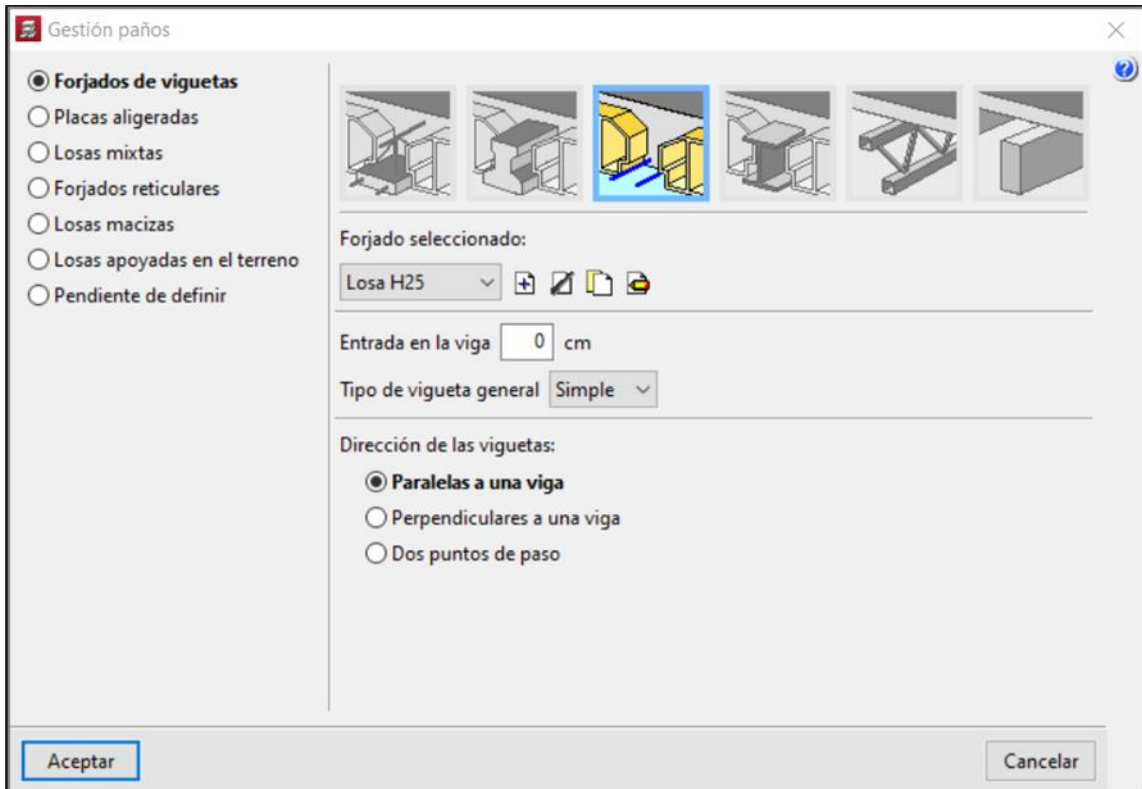 Gestión paños
Forjados de viguetas
Placas aligeradas
Losas mixtas
Forjados reticulares
Losas macizas
Losas apoyadas en el terreno
Pendiente de definir
Forjado seleccionado:
Losa H25
Entrada en la viga 0 cm
Tipo de vigueta general Simple
Dirección de las viguetas:
Paralelas a una viga
Perpendiculares a una viga
Dos puntos de paso
Aceptar
Cancelar